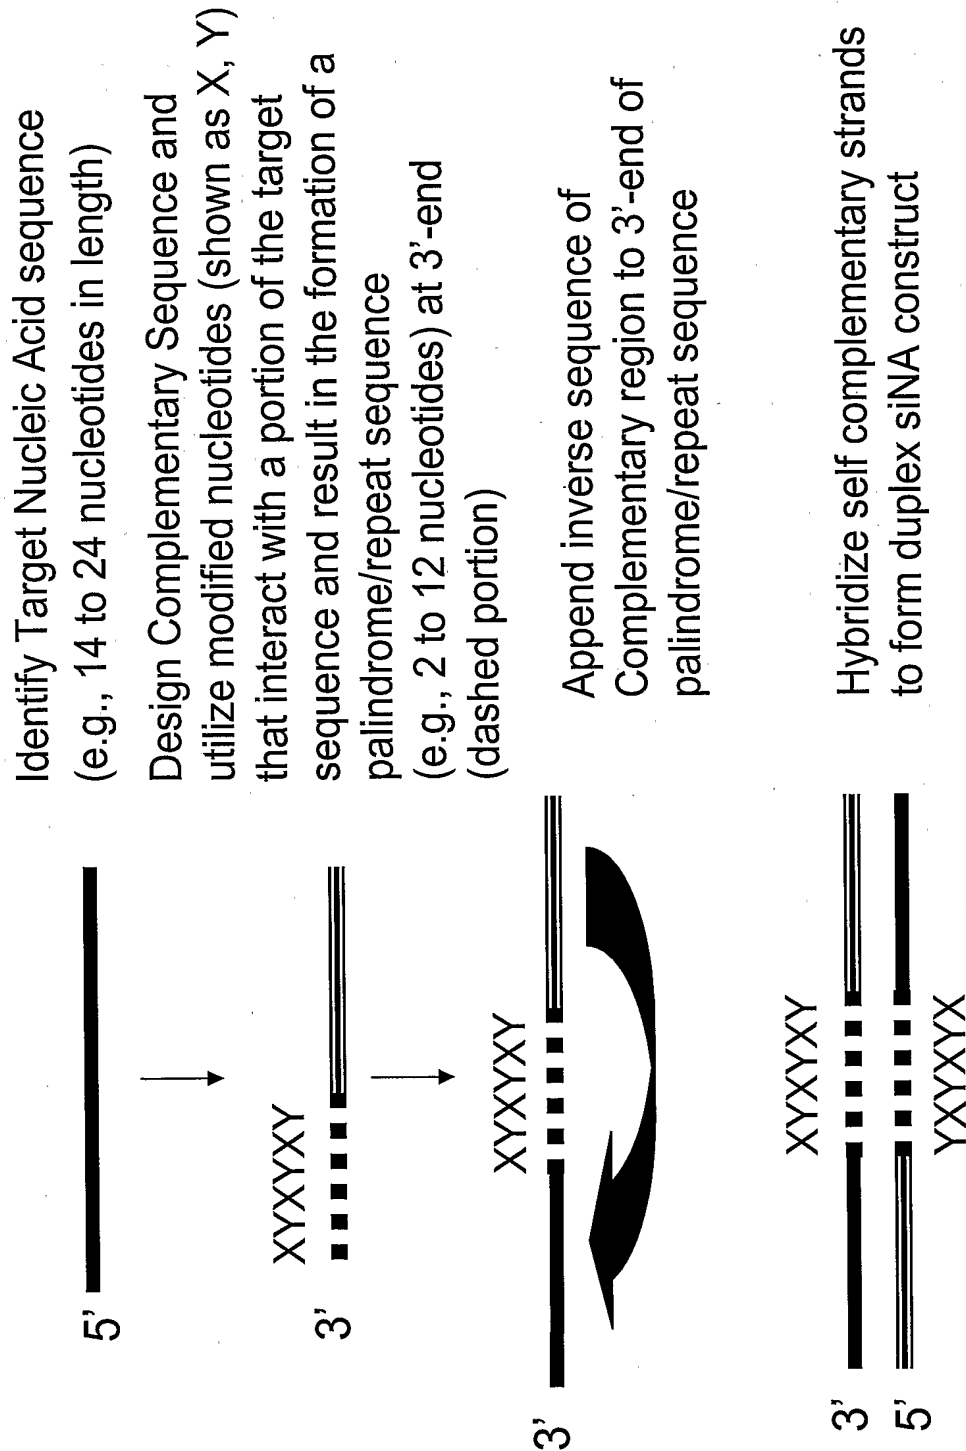 5'
Identify Target Nucleic Acid sequence
(e.g., 14 to 24 nucleotides in length)
XYXYXY
3'
Design Complementary Sequence and
utilize modified nucleotides (shown as X, Y)
that interact with a portion of the target
sequence and result in the formation of a
palindrome/repeat sequence
(e.g., 2 to 12 nucleotides) at 3'-end
(dashed portion)
XYXYXY
3'
Append inverse sequence of
Complementary region to 3'-end of
palindrome/repeat sequence
XYXYXY
3'
5'
YXYXYX
Hybridize self complementary strands
to form duplex siNA construct